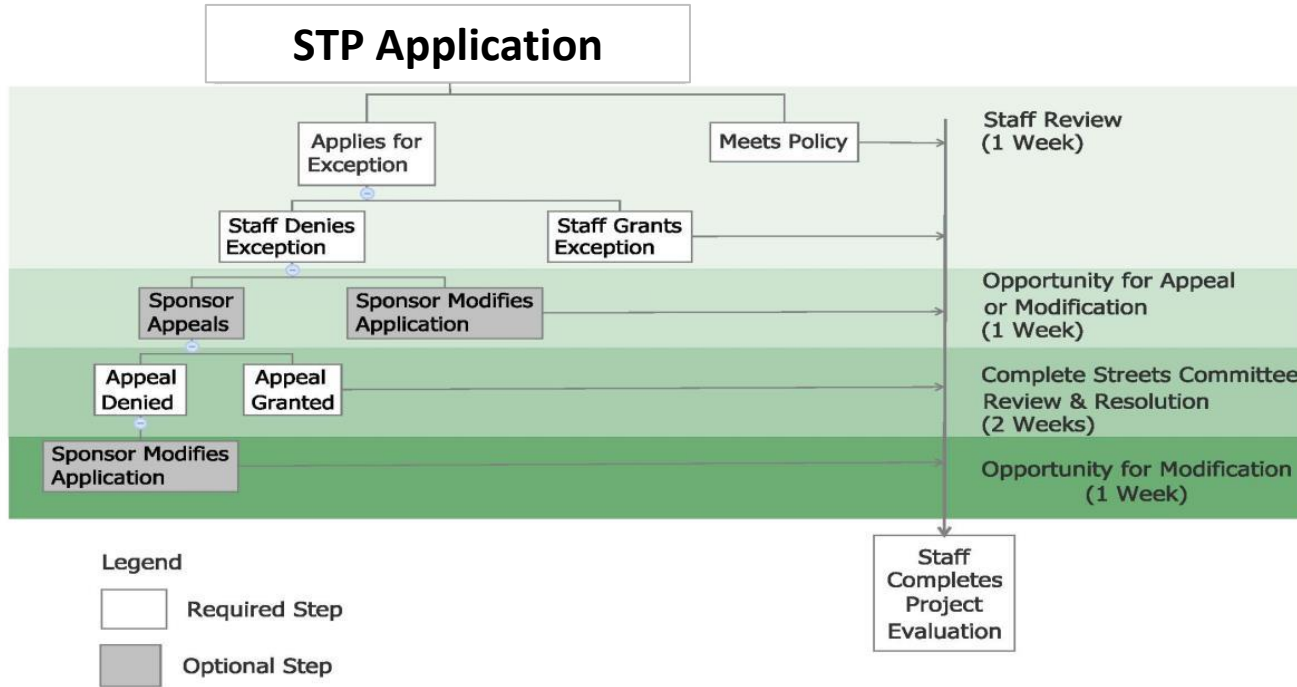 STP Application
Applies for
Exception
Meets Policy
Staff Review
(1 Week)
Staff Denies
Exception
Staff Grants
Exception
Sponsor
Appeals
Sponsor Modifies
Application
Opportunity for Appeal
or Modification
(1 Week)
Appeal
Denied
Appeal
Granted
Complete Streets Committee
Review & Resolution
(2 Weeks)
Sponsor Modifies
Application
Opportunity for Modification
(1 Week)
Staff
Completes
Project
Evaluation
Legend
Required Step
Optional Step